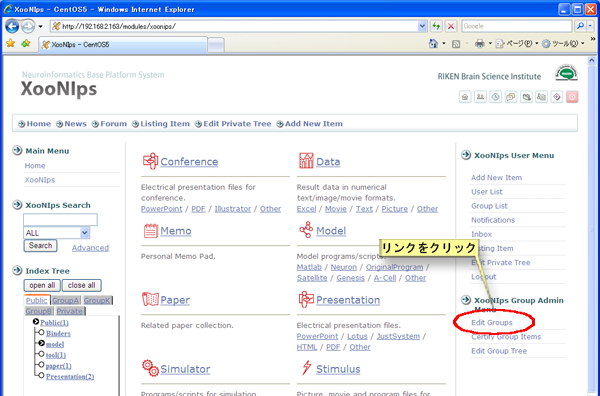 XooNIps - CentOS5 - Windows Internet Explorer
http://192.168.2.163/modules/xoonips/
Google
XooNIps - CentOS5
ページ(P)
ツール(O)
Neuroinformatics Base Platform System
XooNIps
RIKEN Brain Science Institute
Home News Forum Listing Item Edit Private Tree Add New Item
Main Menu
Home
XooNIps
XooNIps Search
ALL
Search Advanced
Index Tree
open all close all
Public GroupA GroupK
GroupB Private
Public(1)
Binders
model
tool(1)
paper(1)
Presentation(2)
Conference
Electrical presentation files for
conference.
PowerPoint / PDF / Illustrator / Other
Data
Result data in numerical
text/image/movie formats.
Excel / Movie / Text / Picture / Other
Memo
Personal Memo Pad.
Model
Model programs/scripts
Matlab / Neuron / OriginalProgram /
Satellite / Genesis / A-Cell / Other
Paper
Related paper collection.
Presentation
Electrical presentation files.
PowerPoint / Lotus / JustSystem /
HTML / PDF / Other
Simulator
Programs/scripts for simulation
Stimulus
Picture, movie and program files for
リンクをクリック
XooNIps User Menu
Add New Item
User List
Group List
Notifications
Inbox
Listing Item
Edit Private Tree
Logout
XooNIps Group Admin
Menu
Edit Groups
Certify Group Items
Edit Group Tree